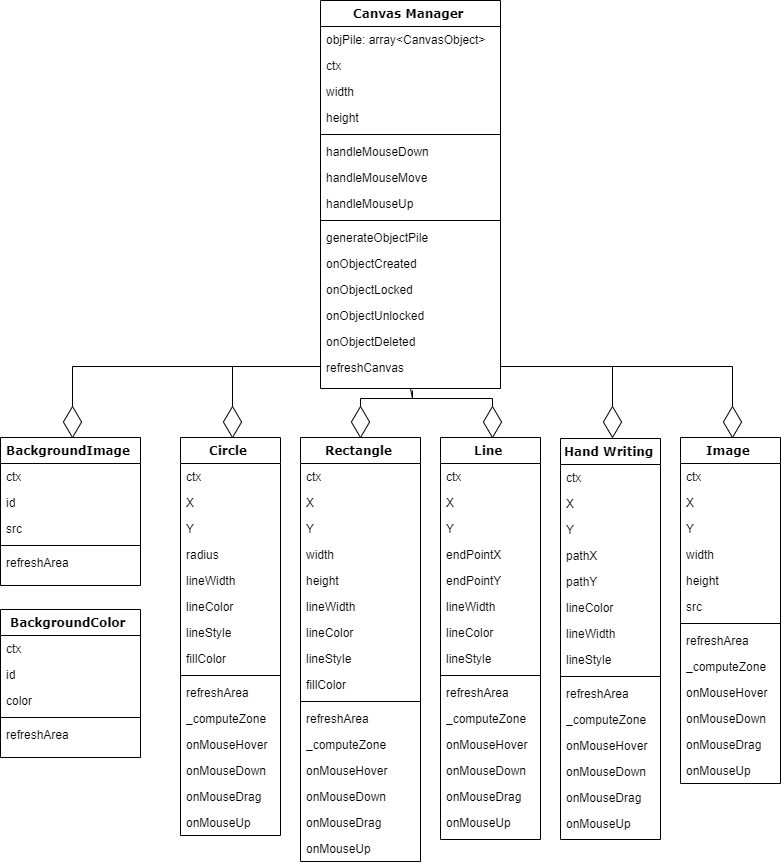 Canvas Manager
objPile: array<CanvasObject>
ctx
width
height
handleMouseDown
handleMouseMove
handleMouseUp
generateObjectPile
onObjectCreated
onObjectLocked
onObjectUnlocked
onObjectDeleted
refreshCanvas
BackgroundImage
ctx
id
src
refreshArea
BackgroundColor
ctx
id
color
refreshArea
Circle
ctx
X
Y
radius
lineWidth
lineColor
lineStyle
fillColor
refreshArea
_computeZone
onMouseHover
onMouseDown
onMouseDrag
onMouseUp
Rectangle
ctx
X
Y
width
height
lineWidth
lineColor
lineStyle
fillColor
refreshArea
_computeZone
onMouseHover
onMouseDown
onMouseDrag
onMouseUp
Line
ctx
X
Y
endPointX
endPointY
lineWidth
lineColor
lineStyle
refreshArea
_computeZone
onMouseHover
onMouseDown
onMouseDrag
onMouseUp
Hand Writing
ctx
X
Y
pathX
pathY
lineColor
lineWidth
lineStyle
refreshArea
_computeZone
onMouseHover
onMouseDown
onMouseDrag
onMouseUp
Image
ctx
X
Y
width
height
src
refreshArea
_computeZone
onMouseHover
onMouseDown
onMouseDrag
onMouseUp